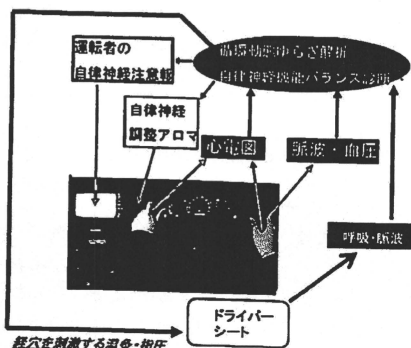 運転者の
自律神経注意報
循環動態ゆらぎ解析
自律神経機能バランス診断
自律神経
調整アロマ
心電図
脈波・血圧
呼吸・脈波
ドライバー
シート
経穴を刺激する温灸・指圧